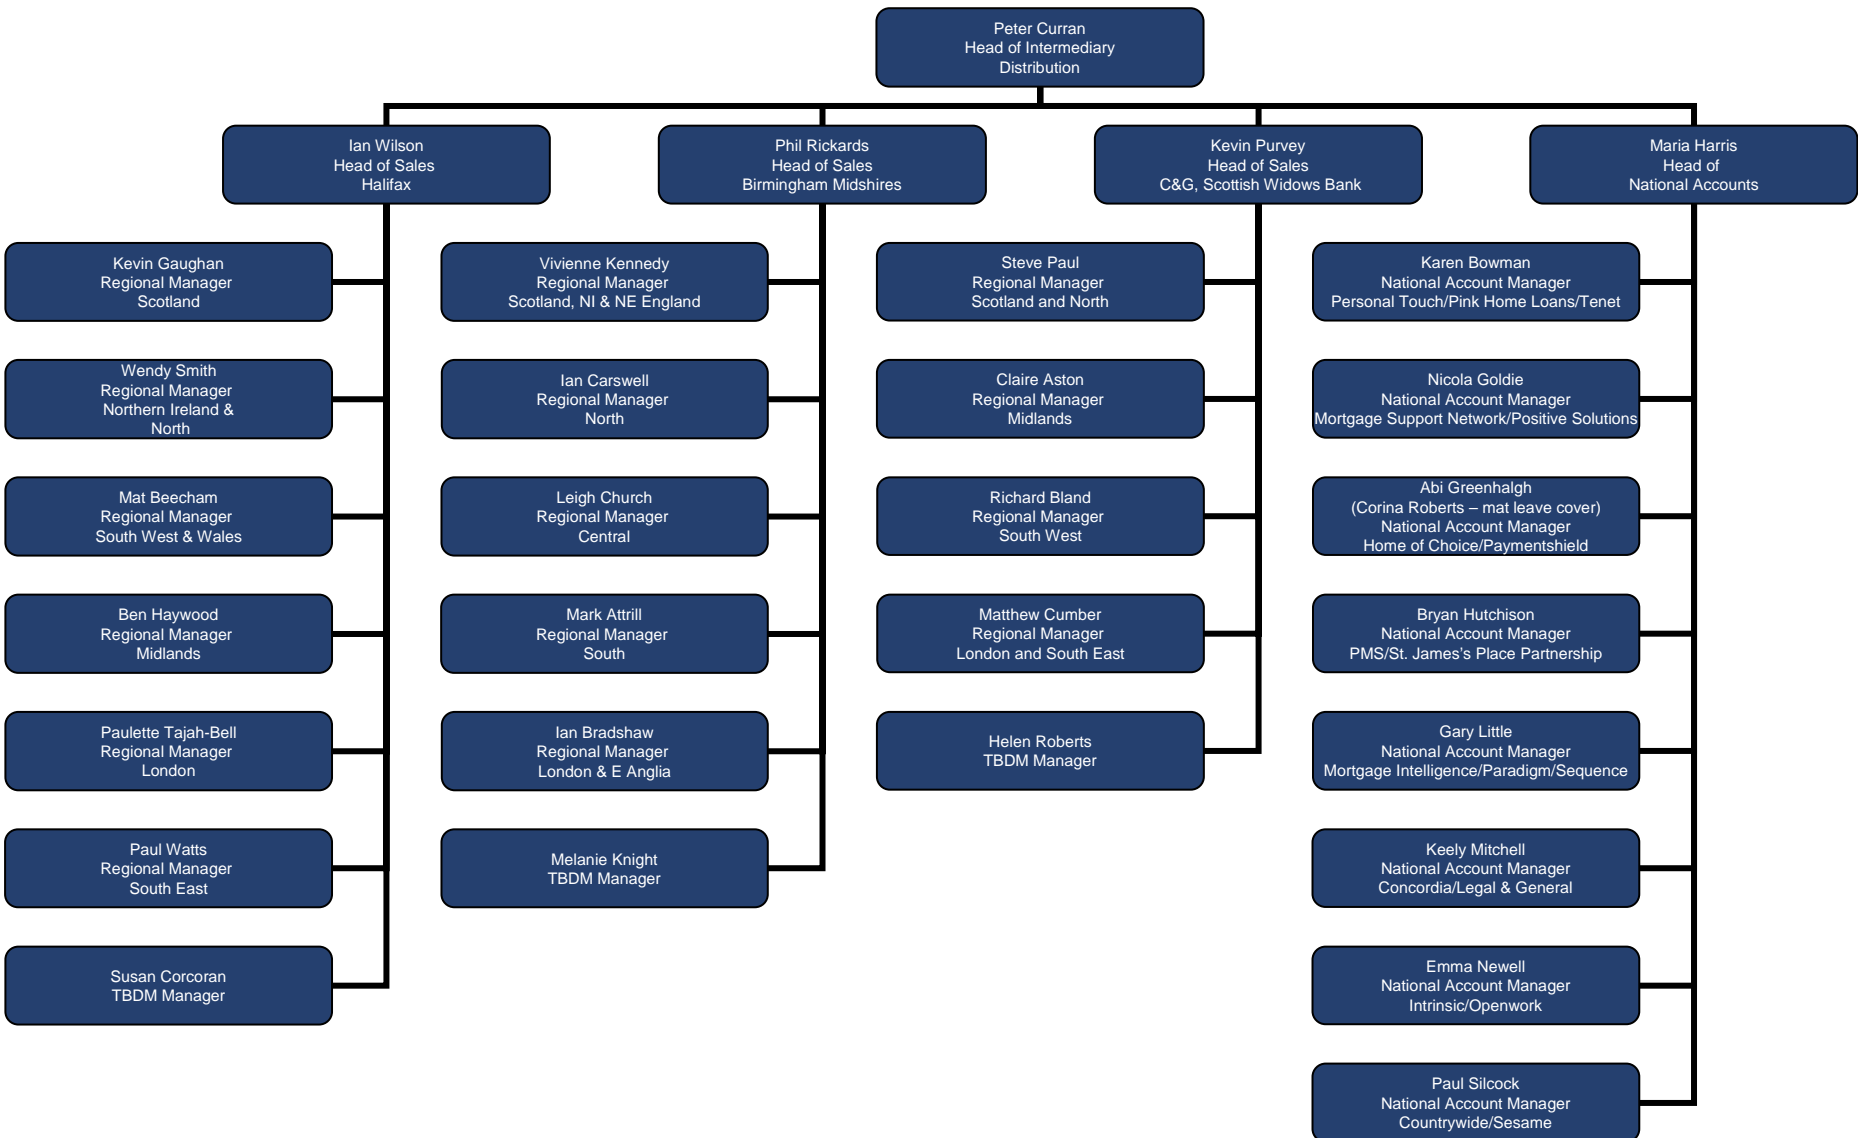 Peter Curran
Head of Intermediary
Distribution
Ian Wilson
Head of Sales
Halifax
Phil Rickards
Head of Sales
Birmingham Midshires
Kevin Purvey
Head of Sales
C&G, Scottish Widows Bank
Maria Harris
Head of
National Accounts
Kevin Gaughan
Regional Manager
Scotland
Wendy Smith
Regional Manager
Northern Ireland &
North
Mat Beecham
Regional Manager
South West & Wales
Ben Haywood
Regional Manager
Midlands
Paulette Tajah-Bell
Regional Manager
London
Paul Watts
Regional Manager
South East
Susan Corcoran
TBDM Manager
Vivienne Kennedy
Regional Manager
Scotland, NI & NE England
Ian Carswell
Regional Manager
North
Leigh Church
Regional Manager
Central
Mark Attrill
Regional Manager
South
Ian Bradshaw
Regional Manager
London & E Anglia
Melanie Knight
TBDM Manager
Steve Paul
Regional Manager
Scotland and North
Claire Aston
Regional Manager
Midlands
Richard Bland
Regional Manager
South West
Matthew Cumber
Regional Manager
London and South East
Helen Roberts
TBDM Manager
Karen Bowman
National Account Manager
Personal Touch/Pink Home Loans/Tenet
Nicola Goldie
National Account Manager
Mortgage Support Network/Positive Solutions
Abi Greenhalgh
(Corina Roberts – mat leave cover)
National Account Manager
Home of Choice/Paymentshield
Bryan Hutchison
National Account Manager
PMS/St. James's Place Partnership
Gary Little
National Account Manager
Mortgage Intelligence/Paradigm/Sequence
Keely Mitchell
National Account Manager
Concordia/Legal & General
Emma Newell
National Account Manager
Intrinsic/Openwork
Paul Silcock
National Account Manager
Countrywide/Sesame